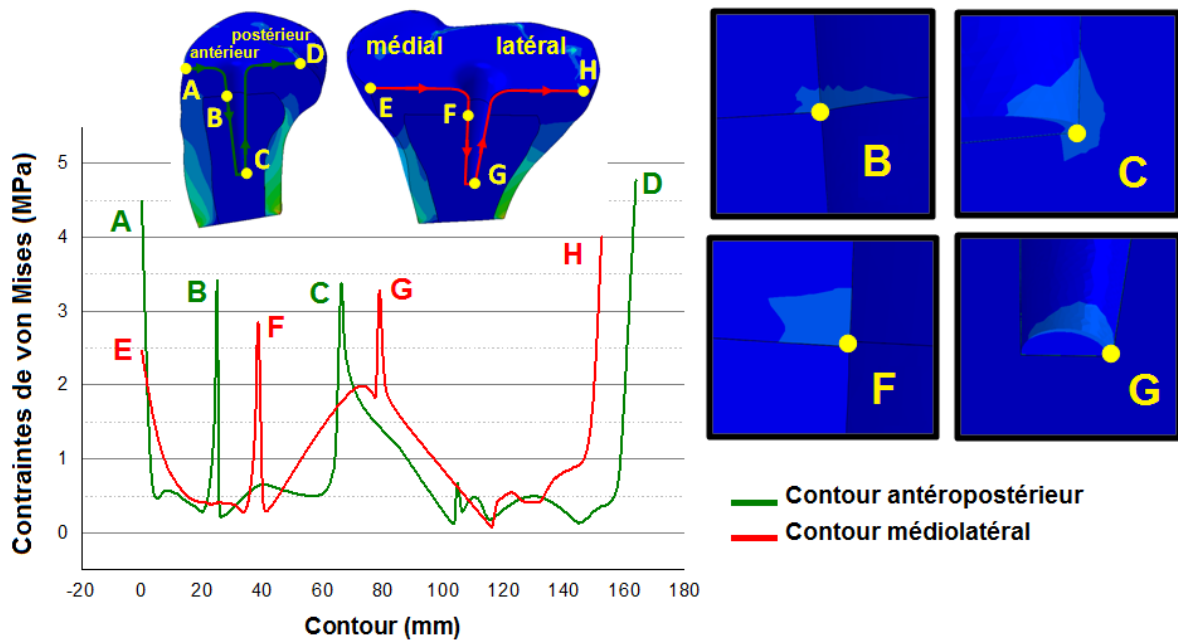 postérieur
antérieur
D
A
B
C
médial
latéral
H
E
F
G
B
C
F
G
Contraintes de von Mises (MPa)
5
4
3
2
1
0
A
B
C
D
E
F
G
H
-20 0 20 40 60 80 100 120 140 160 180
Contour (mm)
Contour antéropostérieur
Contour médiolatéral